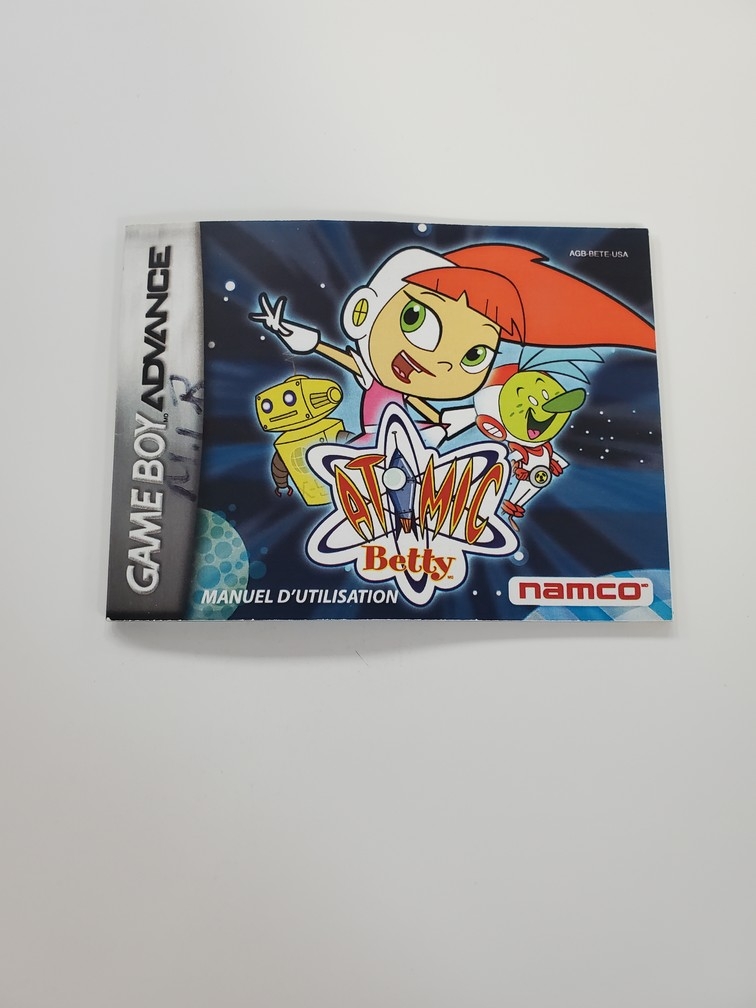 GAME BOY ADVANCE
AGB-BETE-USA
ATOMIC
Betty
MANUEL D'UTILISATION
namco